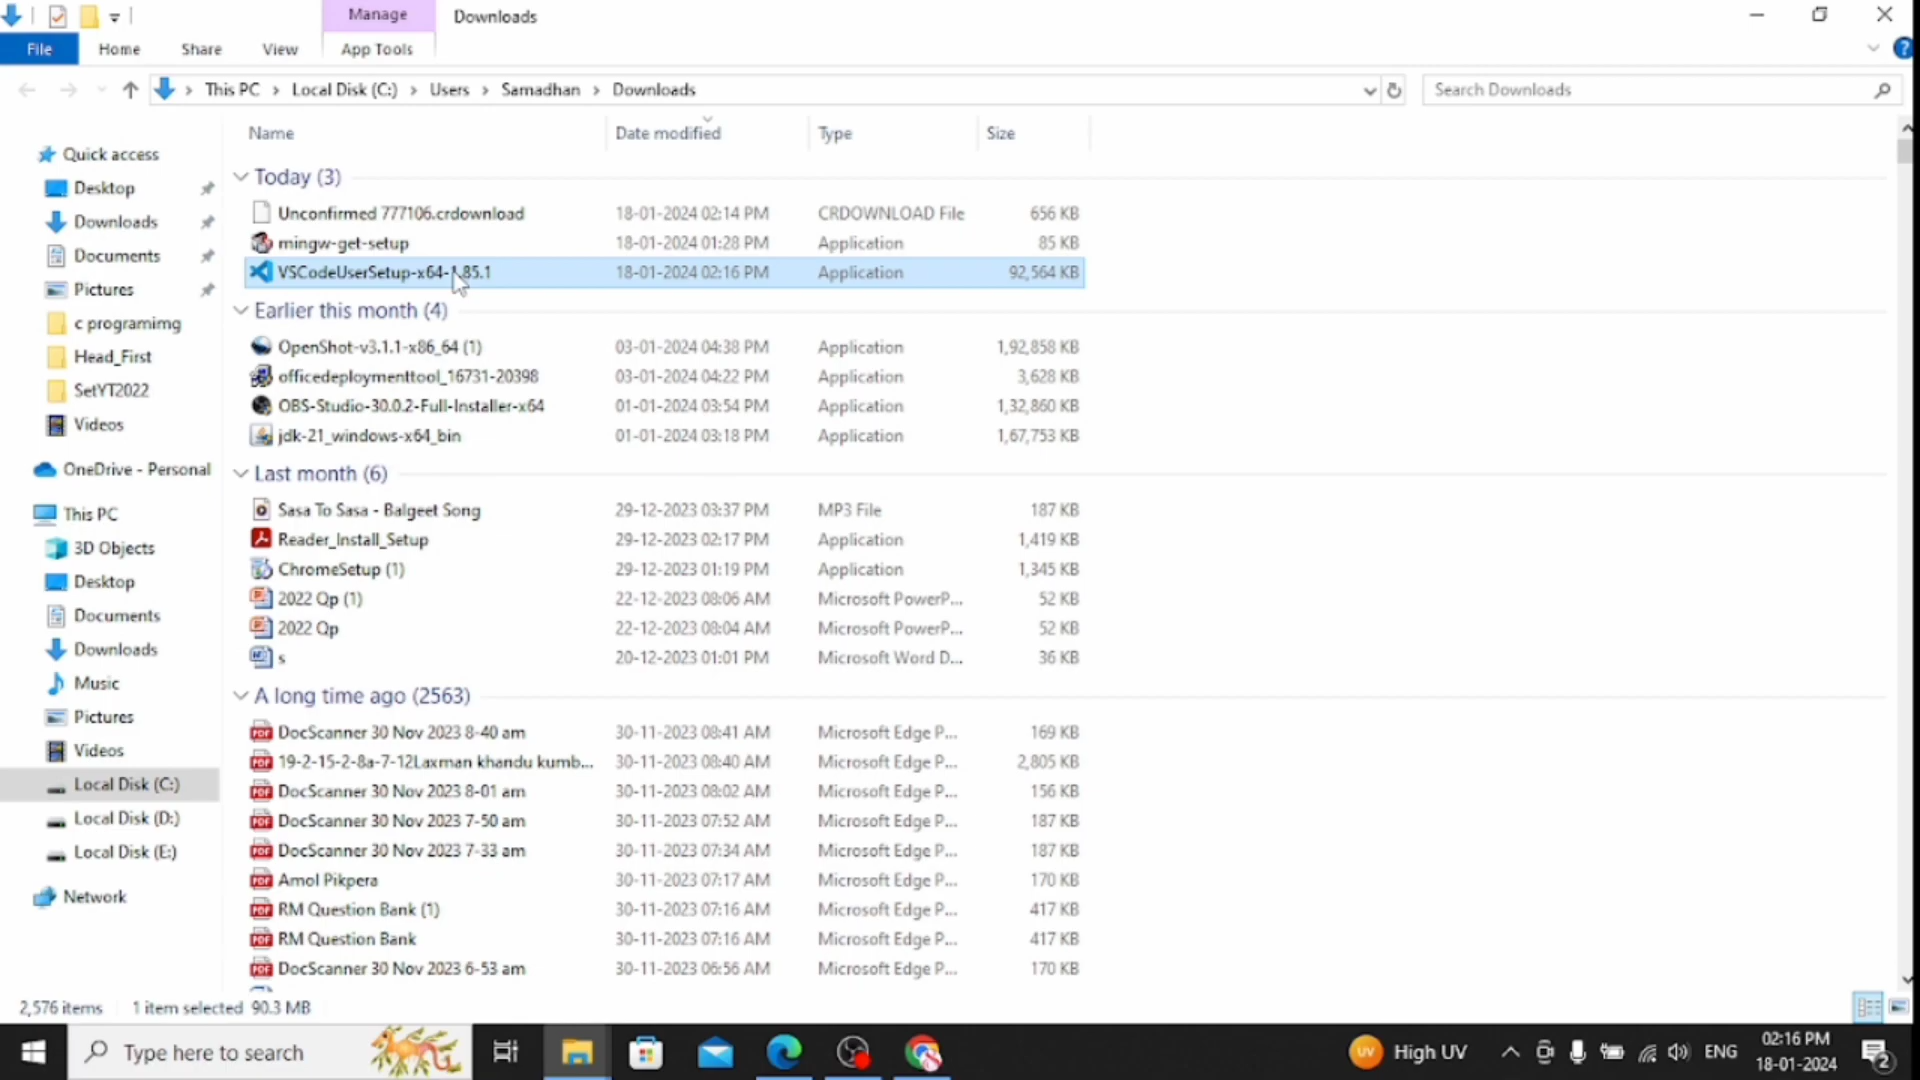 Manage
Downloads
File
Home
Share
View
App Tools
This PC
Local Disk (C:)
Users
Samadhan
Downloads
Search Downloads
Name
Date modified
Type
Size
Quick access
Desktop
Downloads
Documents
Pictures
c programimg
Head_First
SetYT2022
Videos
OneDrive - Personal
This PC
3D Objects
Desktop
Documents
Downloads
Music
Pictures
Videos
Local Disk (C:)
Local Disk (D:)
Local Disk (E:)
Network
Today (3)
Unconfirmed 777106.crdownload 18-01-2024 02:14 PM CRDOWNLOAD File 656 KB
mingw-get-setup 18-01-2024 01:28 PM Application 85 KB
VSCodeUserSetup-x64-1.85.1 18-01-2024 02:16 PM Application 92,564 KB
Earlier this month (4)
OpenShot-v3.1.1-x86_64 (1) 03-01-2024 04:38 PM Application 1,92,858 KB
officedeploymenttool_16731-20398 03-01-2024 04:22 PM Application 3,628 KB
OBS-Studio-30.0.2-Full-Installer-x64 01-01-2024 03:54 PM Application 1,32,860 KB
jdk-21_windows-x64_bin 01-01-2024 03:18 PM Application 1,67,753 KB
Last month (6)
Sasa To Sasa - Balgeet Song 29-12-2023 03:37 PM MP3 File 187 KB
Reader_Install_Setup 29-12-2023 02:17 PM Application 1,419 KB
ChromeSetup (1) 29-12-2023 01:19 PM Application 1,345 KB
2022 Qp (1) 22-12-2023 08:06 AM Microsoft PowerP... 52 KB
2022 Qp 22-12-2023 08:04 AM Microsoft PowerP... 52 KB
s 20-12-2023 01:01 PM Microsoft Word D... 36 KB
A long time ago (2563)
DocScanner 30 Nov 2023 8-40 am 30-11-2023 08:41 AM Microsoft Edge P... 169 KB
19-2-15-2-8a-7-12Laxman khandu kumb... 30-11-2023 08:40 AM Microsoft Edge P... 2,805 KB
DocScanner 30 Nov 2023 8-01 am 30-11-2023 08:02 AM Microsoft Edge P... 156 KB
DocScanner 30 Nov 2023 7-50 am 30-11-2023 07:52 AM Microsoft Edge P... 187 KB
DocScanner 30 Nov 2023 7-33 am 30-11-2023 07:34 AM Microsoft Edge P... 187 KB
Amol Pikpera 30-11-2023 07:17 AM Microsoft Edge P... 170 KB
RM Question Bank (1) 30-11-2023 07:16 AM Microsoft Edge P... 417 KB
RM Question Bank 30-11-2023 07:16 AM Microsoft Edge P... 417 KB
DocScanner 30 Nov 2023 6-53 am 30-11-2023 06:56 AM Microsoft Edge P... 170 KB
2,576 items 1 item selected 90.3 MB
Type here to search
UV
High UV
ENG
02:16 PM
18-01-2024
2